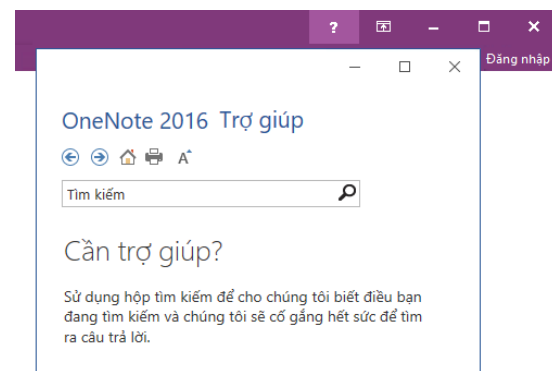 ?
Đăng nhập
OneNote 2016 Trợ giúp
A
Tìm kiếm
Cần trợ giúp?
Sử dụng hộp tìm kiếm để cho chúng tôi biết điều bạn
đang tìm kiếm và chúng tôi sẽ cố gắng hết sức để tìm
ra câu trả lời.